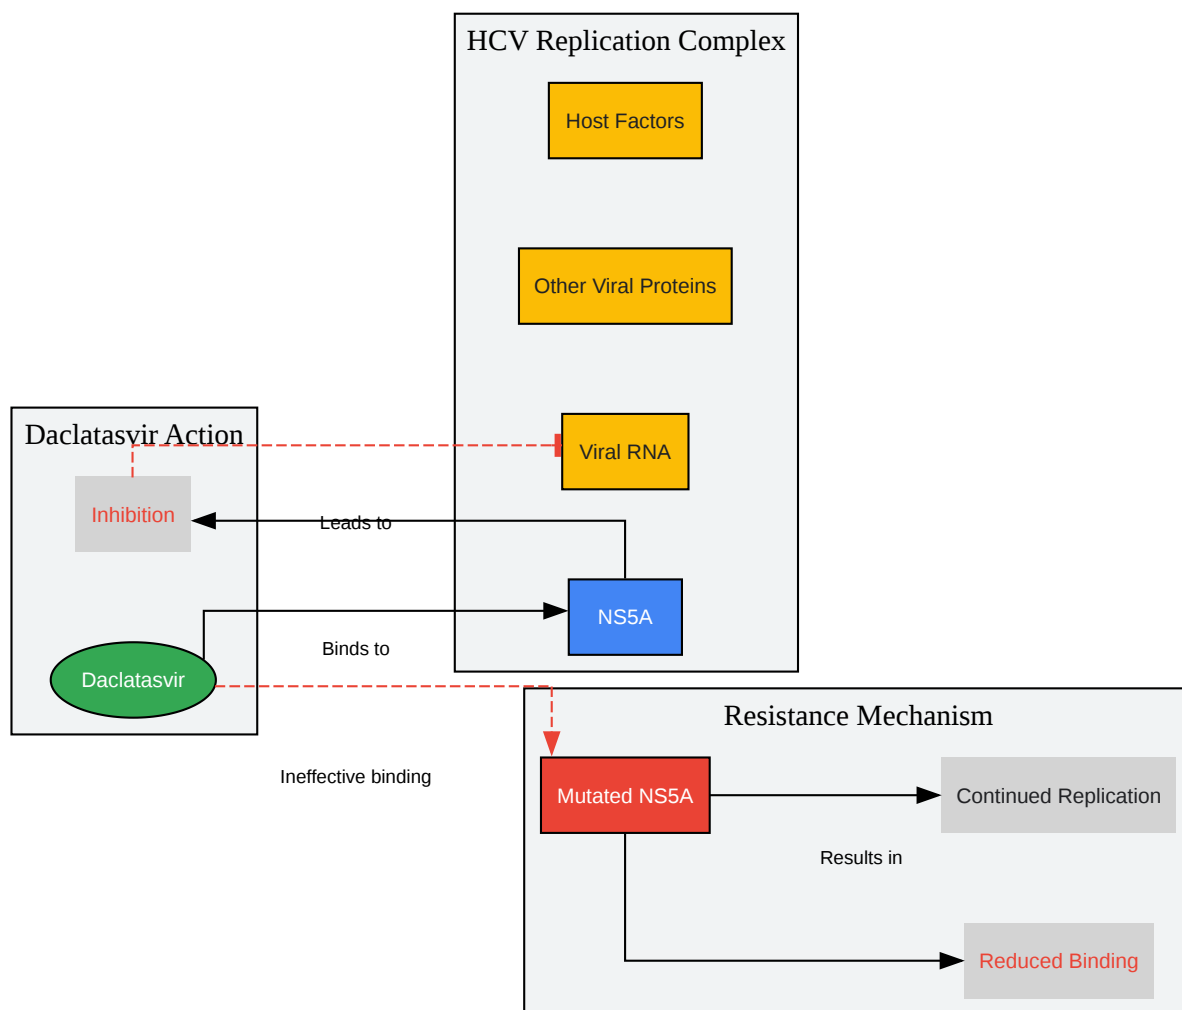 HCV Replication Complex
Host Factors
Other Viral Proteins
Viral RNA
NS5A
Daclatasvir Action
Inhibition
Leads to
Binds to
Daclatasvir
Ineffective binding
Resistance Mechanism
Mutated NS5A
Continued Replication
Results in
Reduced Binding